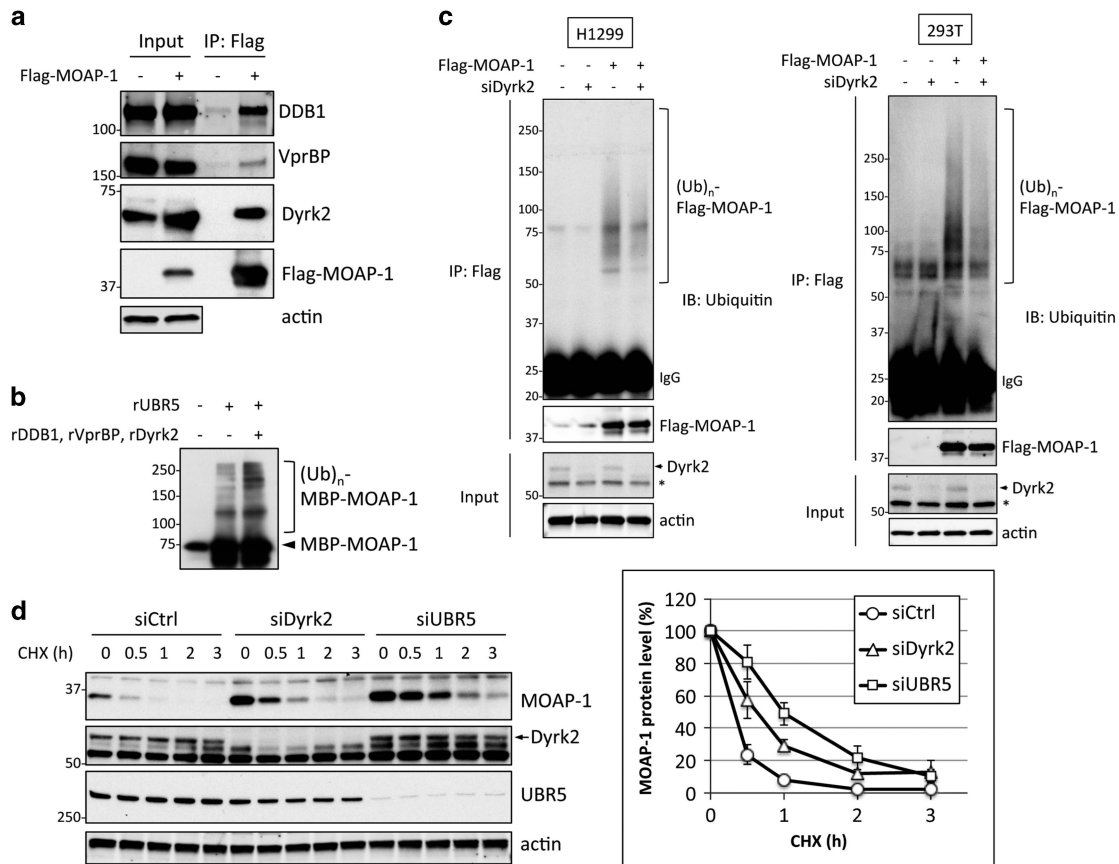 a
Input IP: Flag
Flag-MOAP-1 - + - +
DDB1
100
VprBP
150
75
Dyrk2
Flag-MOAP-1
37
actin
b
rUBR5 - + +
rDDB1, rVprBP, rDyrk2 - - +
250
150
100
75
(Ub)n-
MBP-MOAP-1
MBP-MOAP-1
c
H1299
Flag-MOAP-1 - - + +
siDyrk2 - + - +
250
150
100
75
50
37
25
20
IP: Flag
(Ub)n-
Flag-MOAP-1
IB: Ubiquitin
IgG
Flag-MOAP-1
37
Input
Dyrk2
*
50
actin
293T
Flag-MOAP-1 - - + +
siDyrk2 - + - +
250
150
100
75
50
37
25
20
IP: Flag
(Ub)n-
Flag-MOAP-1
IB: Ubiquitin
IgG
Flag-MOAP-1
37
Input
Dyrk2
*
50
actin
d
siCtrl siDyrk2 siUBR5
CHX (h) 0 0.5 1 2 3 0 0.5 1 2 3 0 0.5 1 2 3
37
MOAP-1
Dyrk2
50
UBR5
250
actin
MOAP-1 protein level (%)
120
100
80
60
40
20
0
0 1 2 3
CHX (h)
siCtrl
siDyrk2
siUBR5